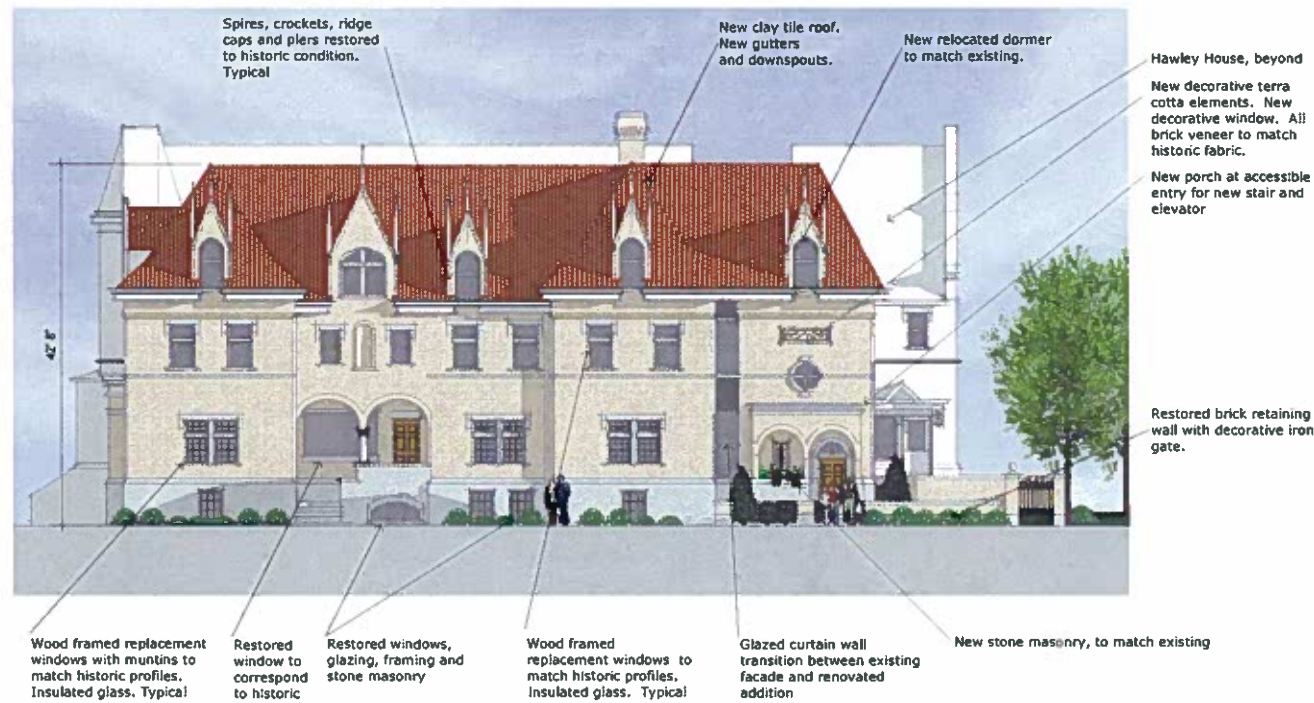 Spires, crockets, ridge
caps and piers restored
to historic condition.
Typical
New clay tile roof.
New gutters
and downspouts.
New relocated dormer
to match existing.
Hawley House, beyond
New decorative terra
cotta elements. New
decorative window. All
brick veneer to match
historic fabric.
New porch at accessible
entry for new stair and
elevator
42' 8"
Restored brick retaining
wall with decorative iron
gate.
Wood framed replacement
windows with muntins to
match historic profiles.
Insulated glass. Typical
Restored
window to
correspond
to historic
Restored windows,
glazing, framing and
stone masonry
Wood framed
replacement windows to
match historic profiles.
Insulated glass. Typical
Glazed curtain wall
transition between existing
facade and renovated
addition
New stone masonry, to match existing